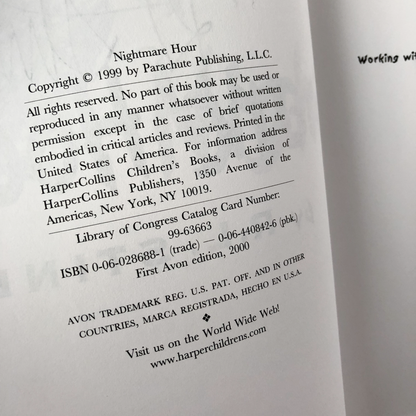 Nightmare Hour
Copyright © 1999 by Parachute Publishing, L.L.C.
All rights reserved. No part of this book may be used or
reproduced in any manner whatsoever without written
permission except in the case of brief quotations
embodied in critical articles and reviews. Printed in the
United States of America. For information address
HarperCollins Children's Books, a division of
HarperCollins Publishers, 1350 Avenue of the
Americas, New York, NY 10019.
Library of Congress Catalog Card Number:
99-63663
ISBN 0-06-028688-1 (trade) — 0-06-440842-6 (pbk.)
First Avon edition, 2000
AVON TRADEMARK REG. U.S. PAT. OFF. AND IN OTHER
COUNTRIES, MARCA REGISTRADA, HECHO EN U.S.A.
Visit us on the World Wide Web!
www.harperchildrens.com
Working wit